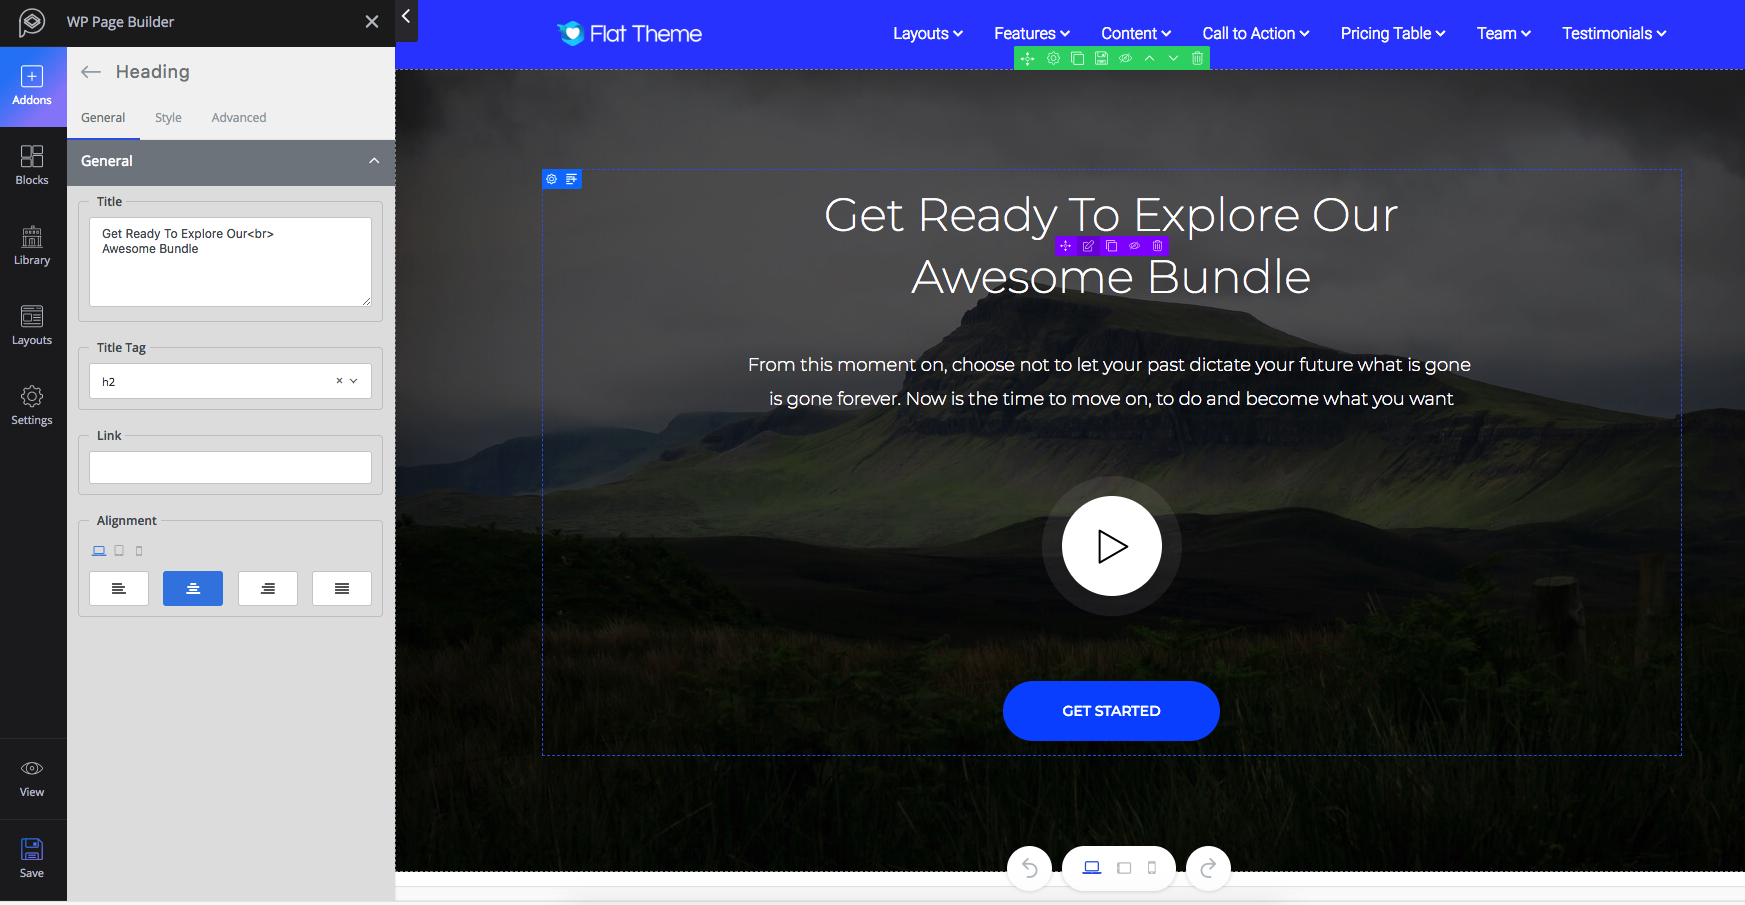 WP Page Builder
Addons
Blocks
Library
Layouts
Settings
View
Save
Heading
General
Style
Advanced
General
Title
Get Ready To Explore Our<br>
Awesome Bundle
Title Tag
h2
Link
Alignment
Flat Theme
Layouts
Features
Content
Call to Action
Pricing Table
Team
Testimonials
Get Ready To Explore Our
Awesome Bundle
From this moment on, choose not to let your past dictate your future what is gone
is gone forever. Now is the time to move on, to do and become what you want
GET STARTED